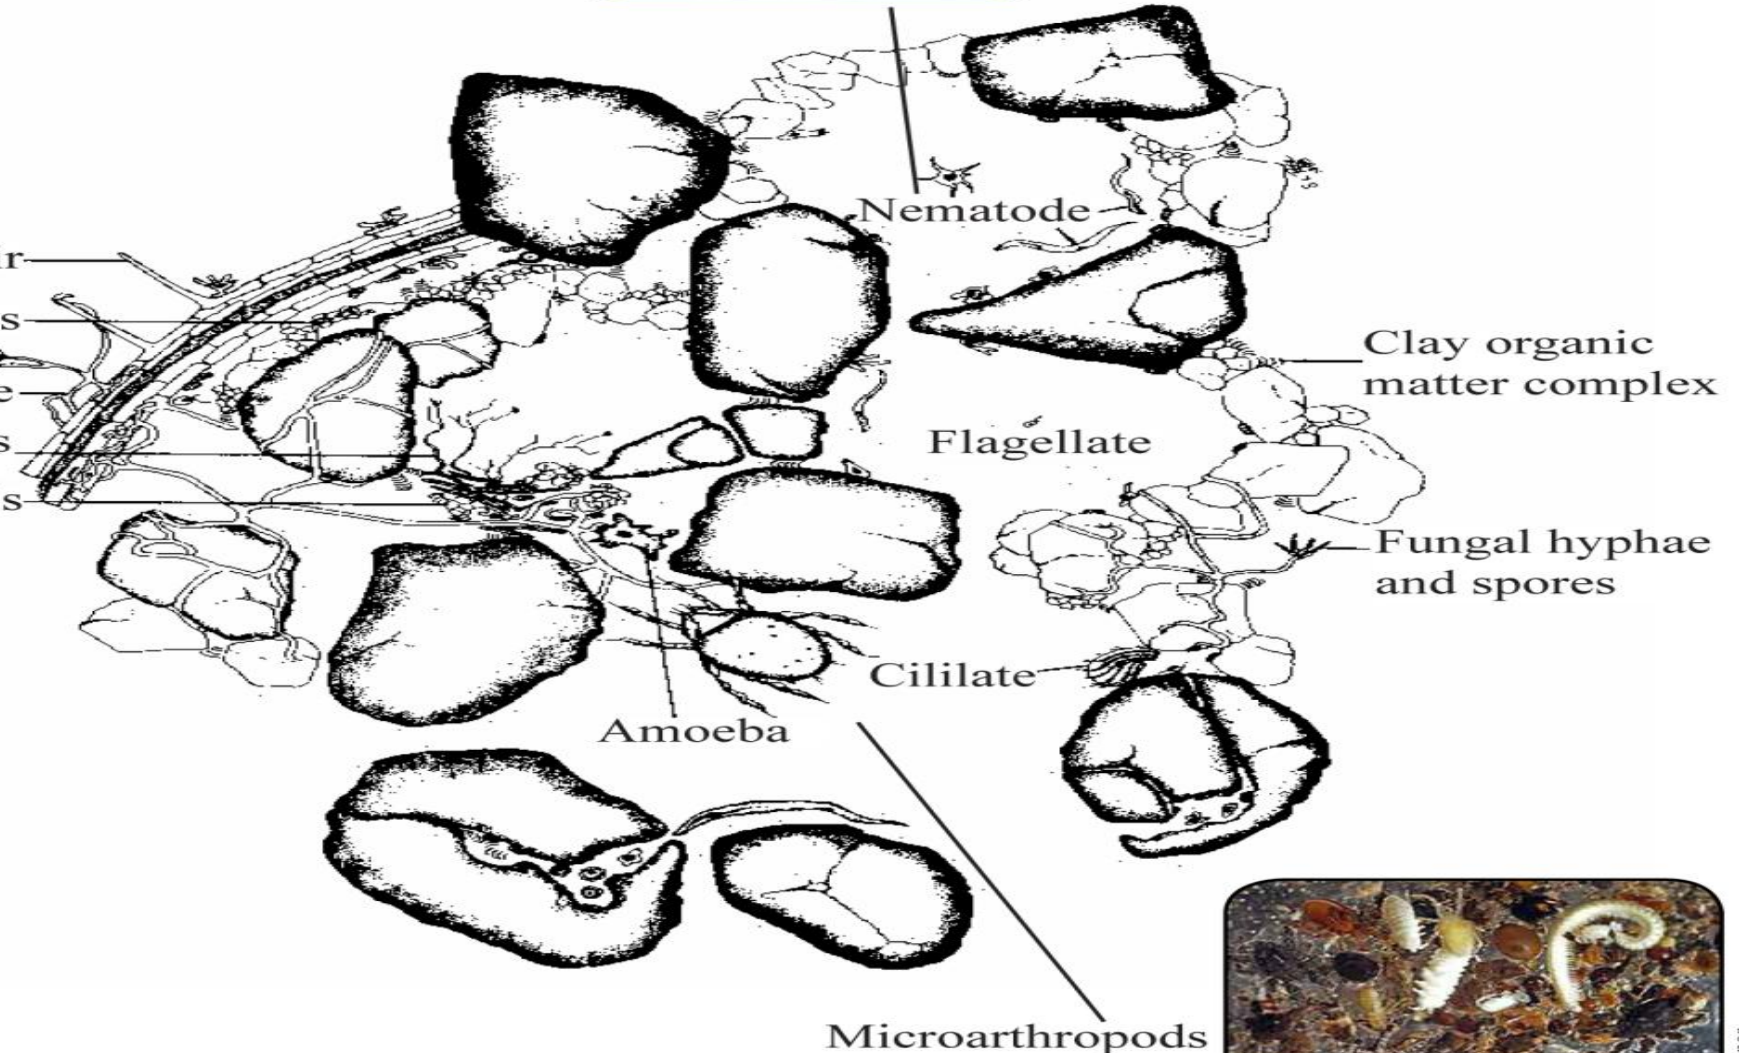 Nematode
r
s
Clay organic
matter complex
e
Flagellate
s
s
Fungal hyphae
and spores
Cililate
Amoeba
Microarthropods